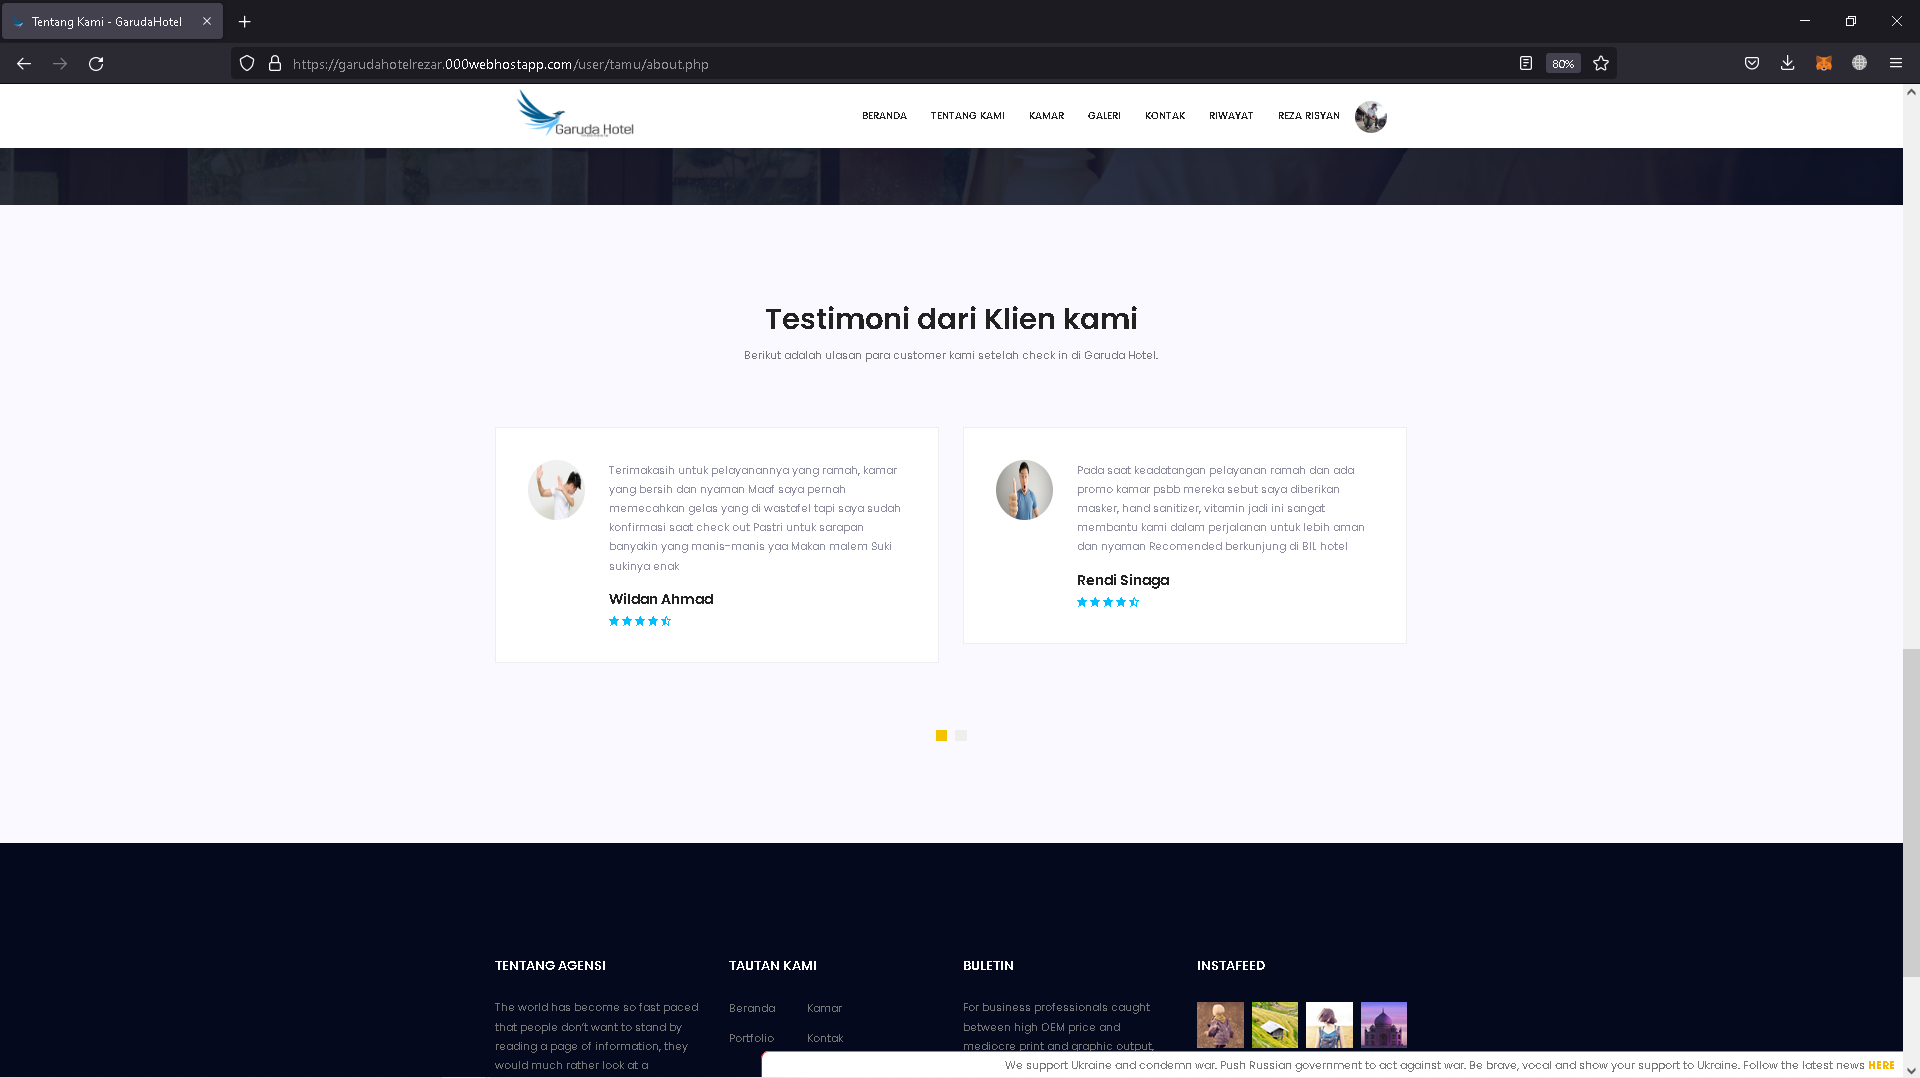 Tentang Kami - GarudaHotel
https://garudahotelrezar.000webhostapp.com/user/tamu/about.php
80%
Garuda Hotel
BERANDA TENTANG KAMI KAMAR GALERI KONTAK RIWAYAT REZA RISYAN
Testimoni dari Klien kami
Berikut adalah ulasan para customer kami setelah check in di Garuda Hotel.
Terimakasih untuk pelayanannya yang ramah, kamar
yang bersih dan nyaman Maaf saya pernah
memecahkan gelas yang di wastafel tapi saya sudah
konfirmasi saat check out Pastri untuk sarapan
banyakin yang manis-manis yaa Makan malem Suki
sukinya enak
Wildan Ahmad
Pada saat keadatangan pelayanan ramah dan ada
promo kamar psbb mereka sebut saya diberikan
masker, hand sanitizer, vitamin jadi ini sangat
membantu kami dalam perjalanan untuk lebih aman
dan nyaman Recomended berkunjung di BIL hotel
Rendi Sinaga
TENTANG AGENSI
The world has become so fast paced
that people don't want to stand by
reading a page of information, they
would much rather look at a
TAUTAN KAMI
Beranda Kamar
Portfolio Kontak
BULETIN
For business professionals caught
between high OEM price and
mediocre print and graphic output,
INSTAFEED
We support Ukraine and condemn war. Push Russian government to act against war. Be brave, vocal and show your support to Ukraine. Follow the latest news HERE